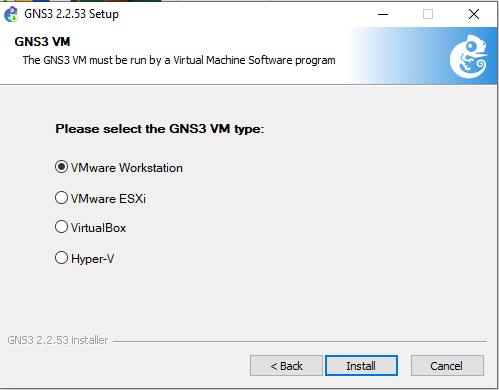 GNS3 2.2.53 Setup
GNS3 VM
The GNS3 VM must be run by a Virtual Machine Software program
Please select the GNS3 VM type:
VMware Workstation
VMware ESXi
VirtualBox
Hyper-V
GNS3 2.2.53 installer
< Back
Install
Cancel